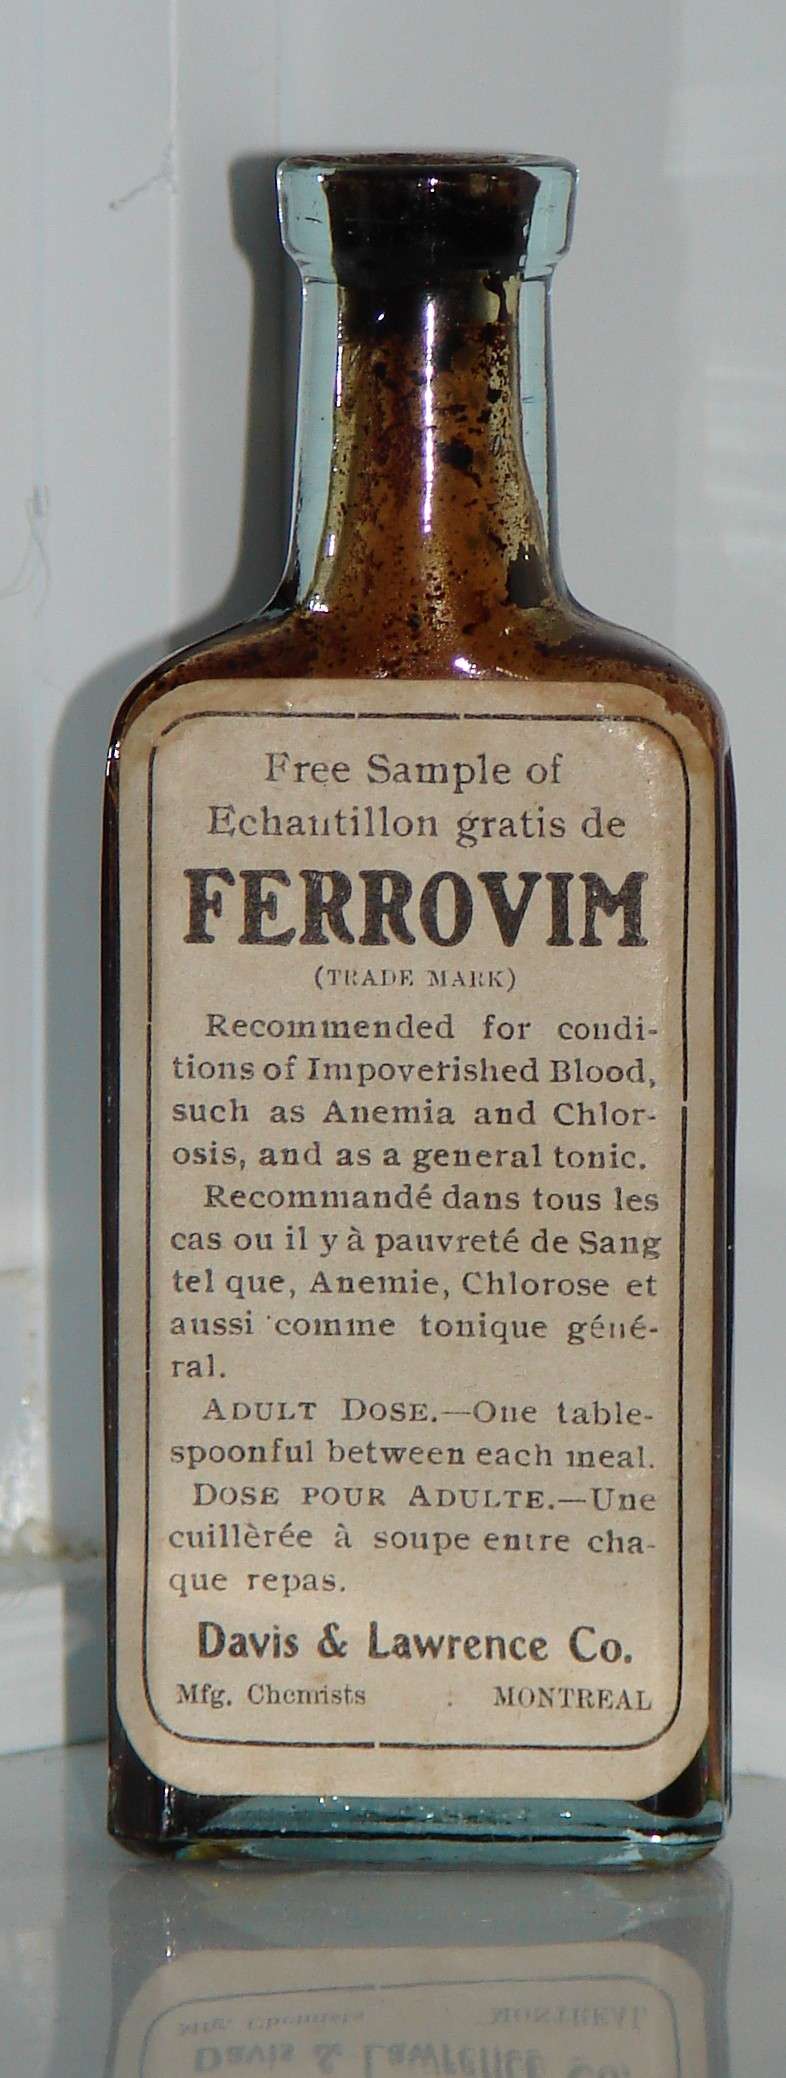 Free Sample of
Echantillon gratis de
FERROVIM
(TRADE MARK)
Recommended for condi-
tions of Impoverished Blood,
such as Anemia and Chlor-
osis, and as a general tonic.
Recommandé dans tous les
cas ou il y à pauvreté de Sang
tel que, Anemie, Chlorose et
aussi comme tonique géné-
ral.
ADULT DOSE.—One table-
spoonful between each meal.
DOSE POUR ADULTE.—Une
cuillèrée à soupe entre cha-
que repas.
Davis & Lawrence Co.
Mfg. Chemists : MONTREAL